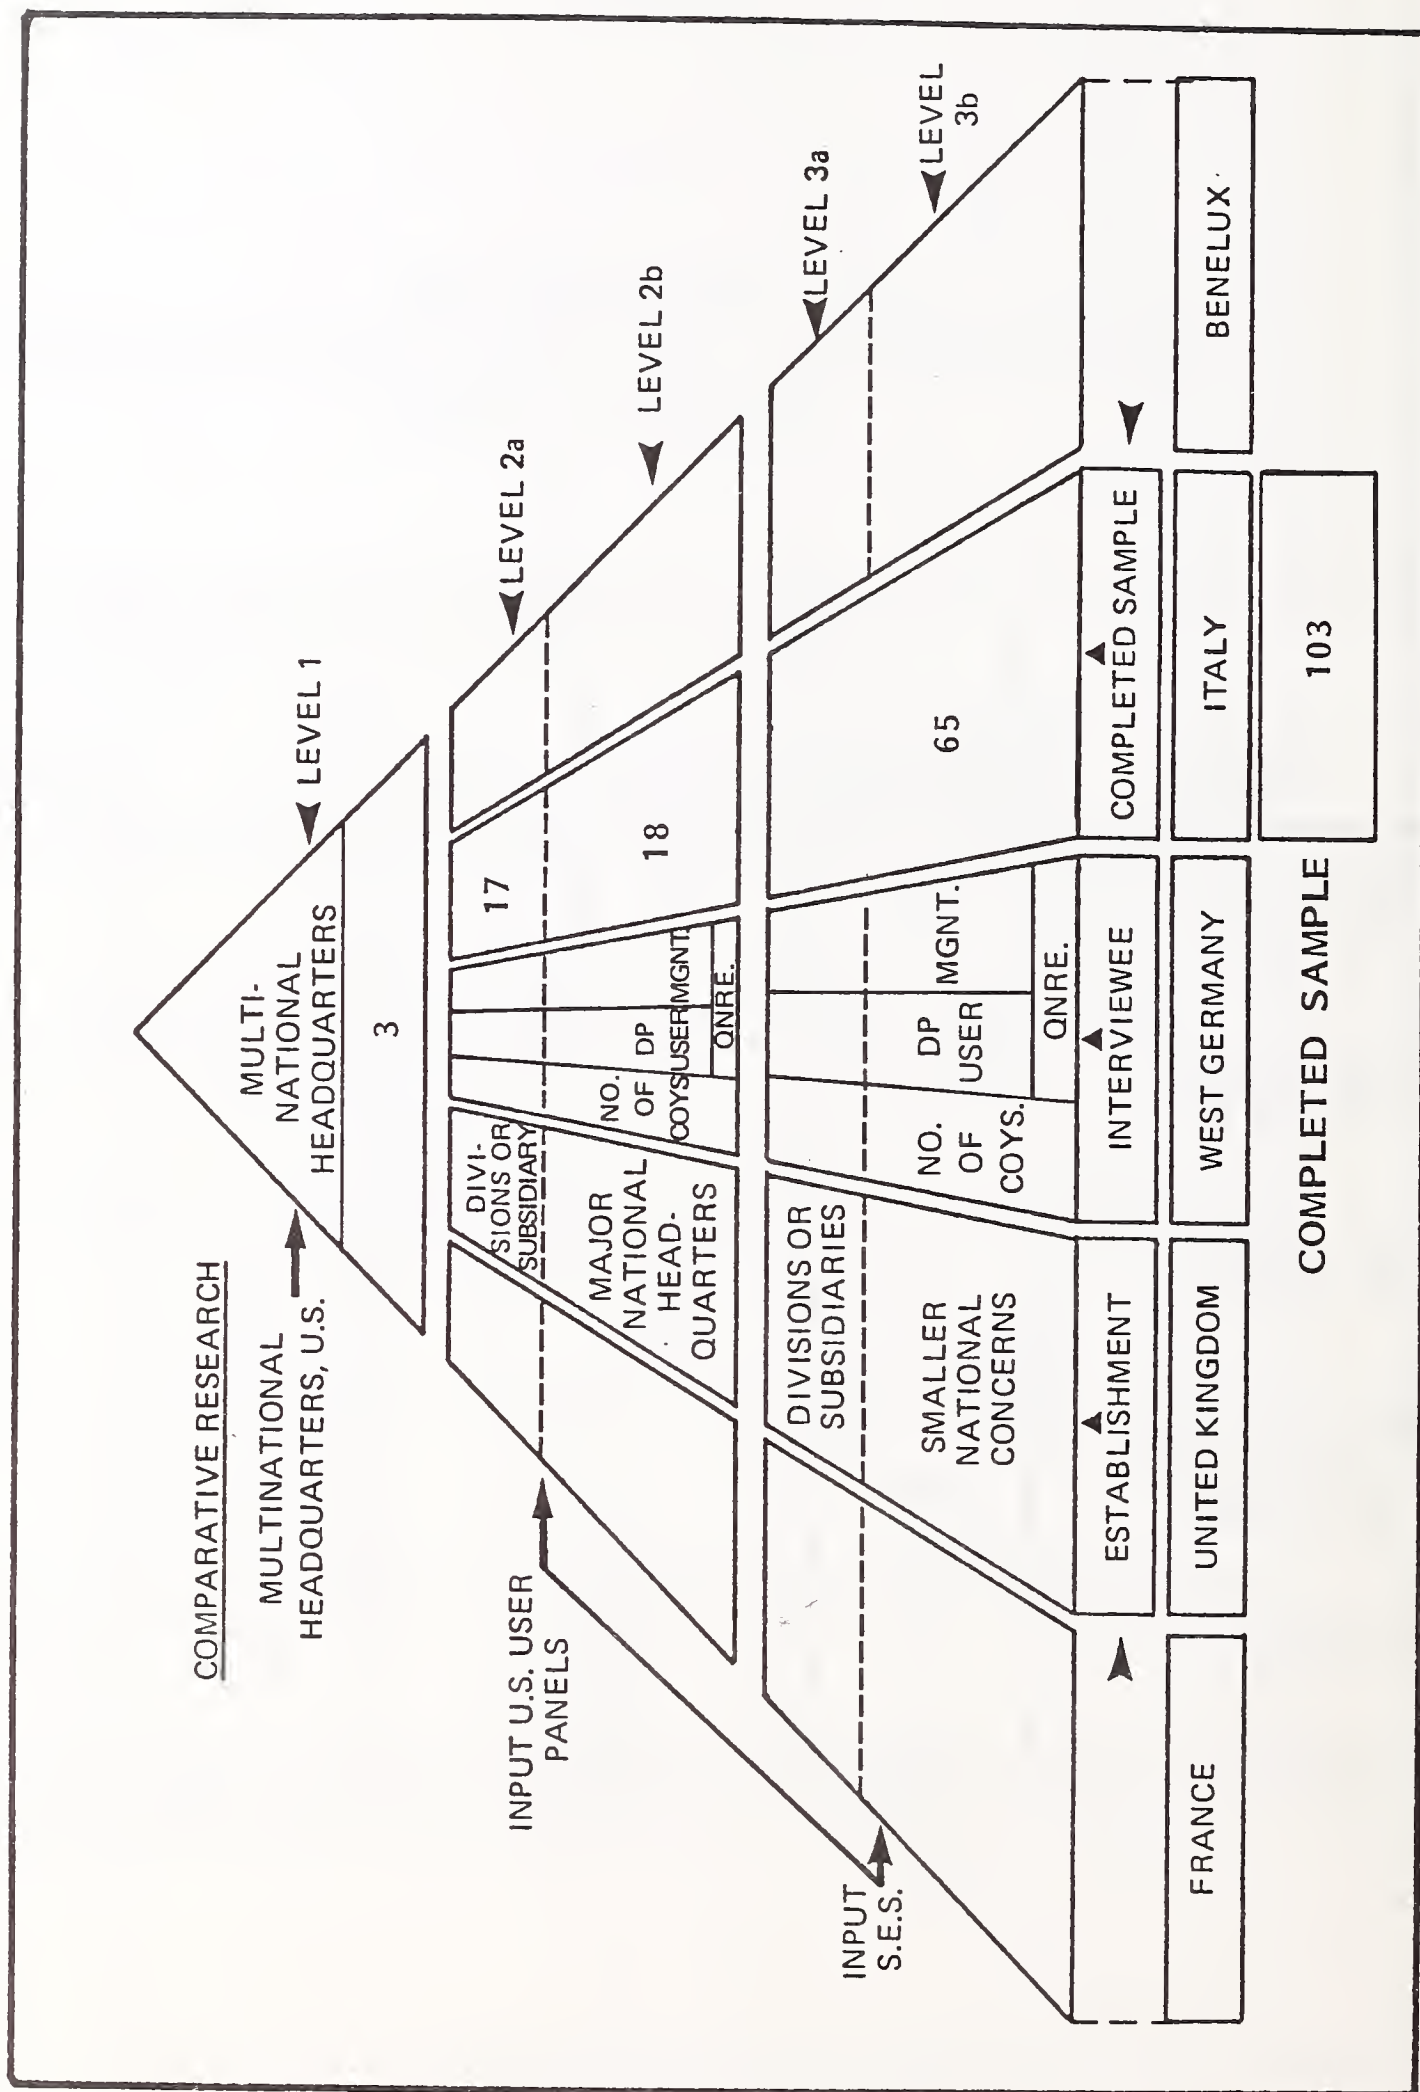 COMPARATIVE RESEARCH
MULTINATIONAL
HEADQUARTERS, U.S.
MULTI-
NATIONAL
HEADQUARTERS
3
LEVEL 1
INPUT U.S. USER
PANELS
DIVI-
SIONS OR
SUBSIDIARY
17
LEVEL 2a
MAJOR
NATIONAL
HEAD-
QUARTERS
NO.
OF
COYS
DP
USER
MGNT.
QNRE.
18
LEVEL 2b
INPUT
S.E.S.
DIVISIONS OR
SUBSIDIARIES
LEVEL 3a
SMALLER
NATIONAL
CONCERNS
NO.
OF
COYS.
DP
USER
MGNT.
QNRE.
65
LEVEL
3b
ESTABLISHMENT
INTERVIEWEE
COMPLETED SAMPLE
FRANCE
UNITED KINGDOM
WEST GERMANY
ITALY
BENELUX
COMPLETED SAMPLE
103